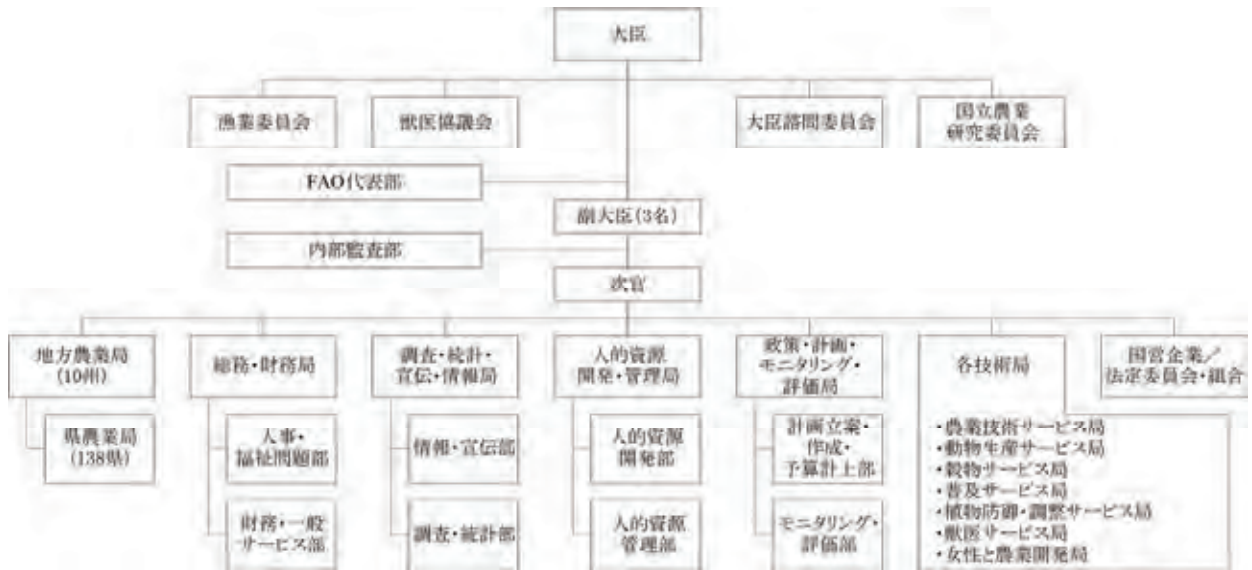 大臣
漁業委員会
獣医協議会
大臣諮問委員会
国立農業
研究委員会
FAO代表部
副大臣(3名)
内部監査部
次官
地方農業局
(10州)
総務・財務局
調査・統計・
宣伝・情報局
人的資源
開発・管理局
政策・計画・
モニタリング・
評価局
各技術局
国営企業／
法定委員会・組合
県農業局
(138県)
人事・
福祉問題部
情報・宣伝部
人的資源
開発部
計画立案・
作成・
予算計上部
財務・一般
サービス部
調査・統計部
人的資源
管理部
モニタリング・
評価部
・農業技術サービス局
・動物生産サービス局
・穀物サービス局
・普及サービス局
・植物防御・調整サービス局
・獣医サービス局
・女性と農業開発局